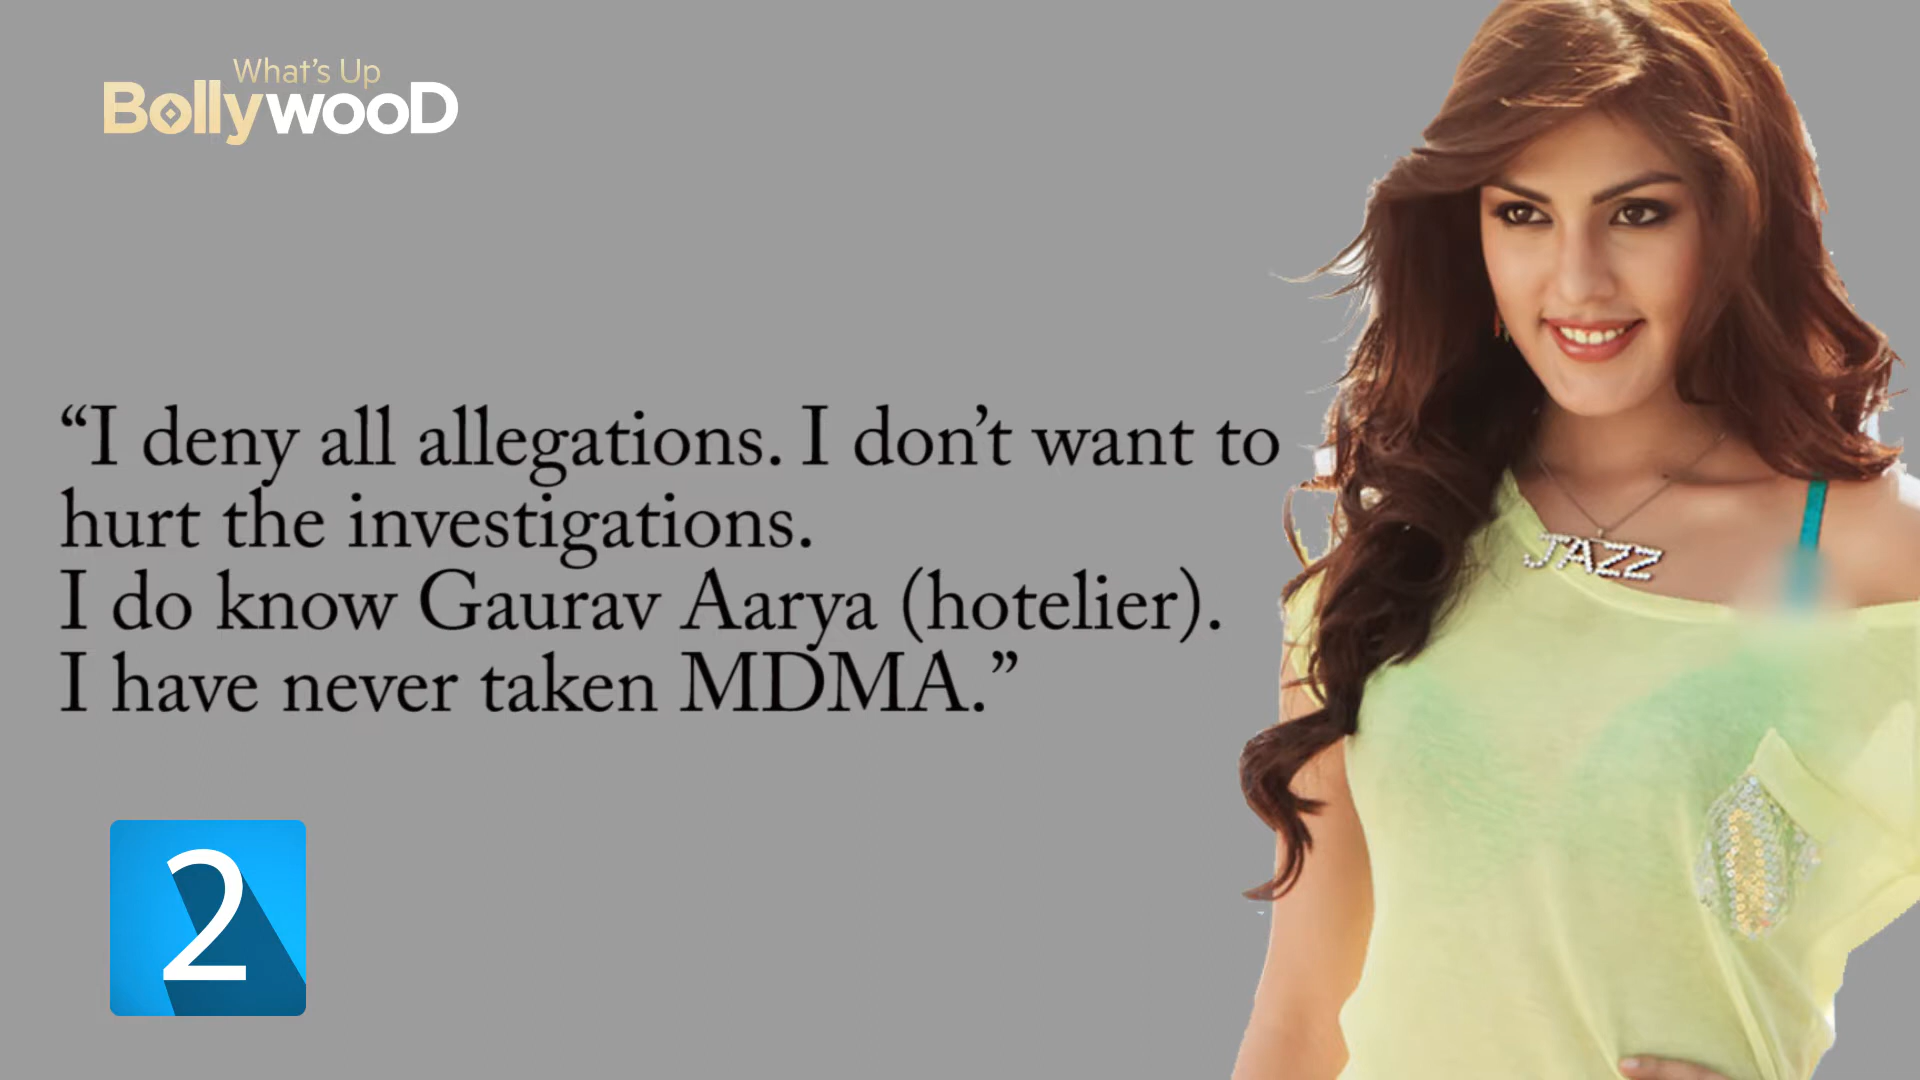 What's Up
BollywooD
“I deny all allegations. I don’t want to
hurt the investigations.
I do know Gaurav Aarya (hotelier).
I have never taken MDMA.”
JAZZ
2